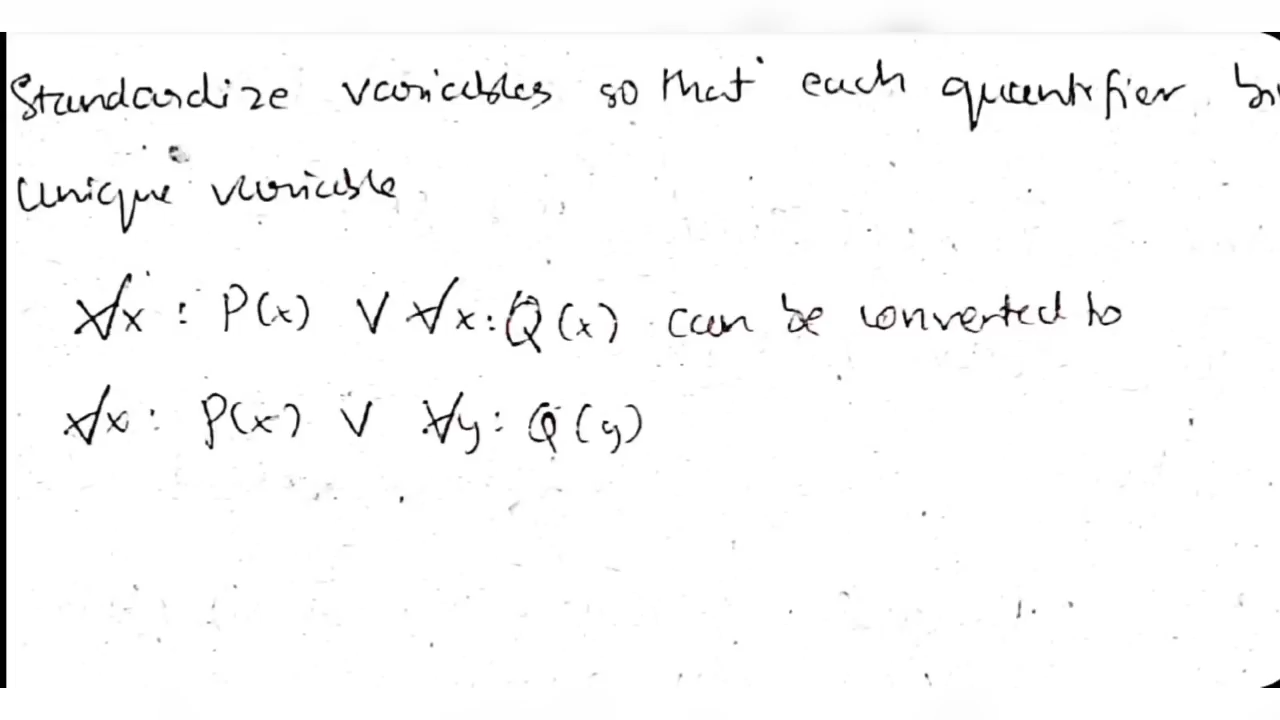 Standardize variables so that each quantifier
unique variable
∀x : P(x) ∨ ∀x : Q(x) can be converted to
∀x : P(x) ∨ ∀y : Q(y)